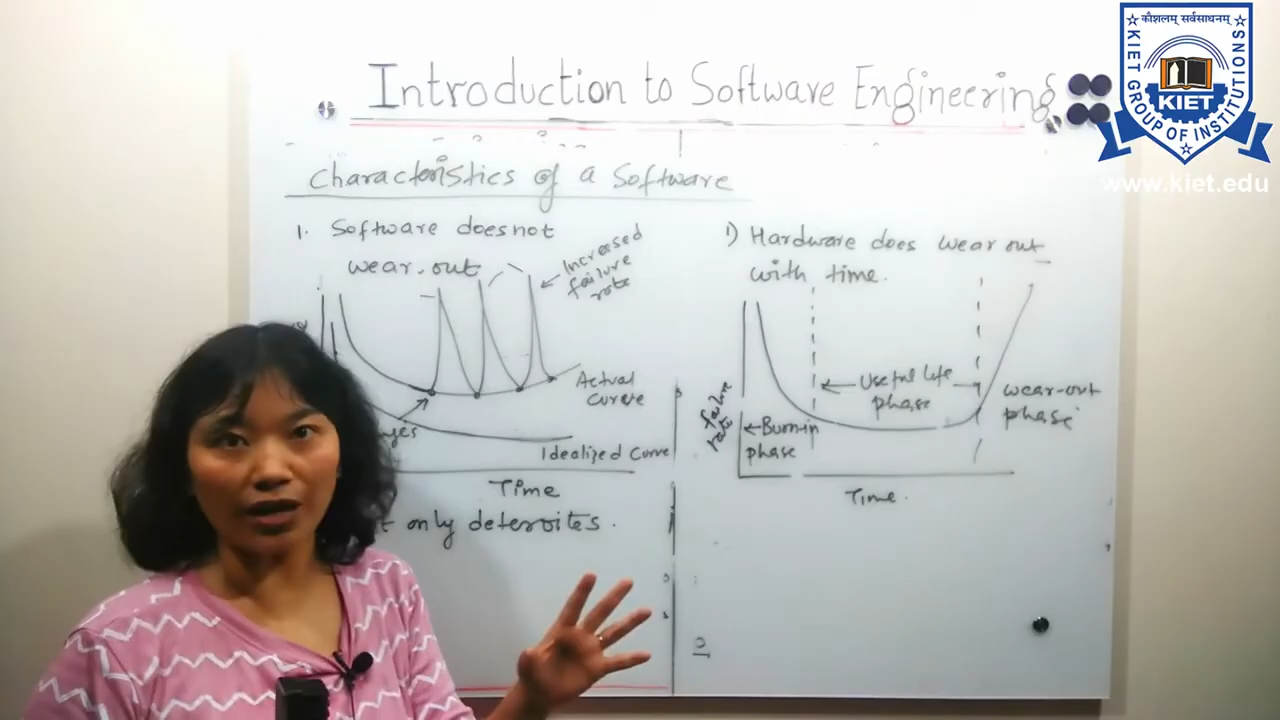 Introduction to Software Engineering
कौशलम् सर्वसाधनम्
KIET GROUP OF INSTITUTIONS
KIET
www.kiet.edu
Characteristics of a Software
1. Software does not
wear-out
Increased
failure
rate
Actual
curve
Idealized Curve
Time
only deteroites.
1) Hardware does wear out
with time.
failure
rate
Useful life
phase
wear-out
phase
Burn-in
phase
Time.
2